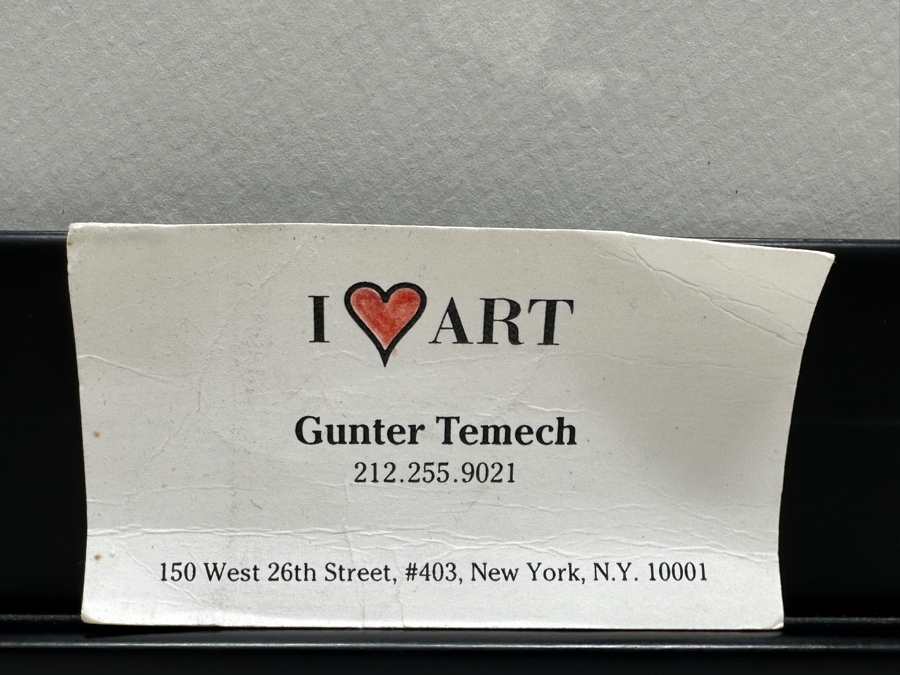 I ❤ ART
Gunter Temech
212.255.9021
150 West 26th Street, #403, New York, N.Y. 10001